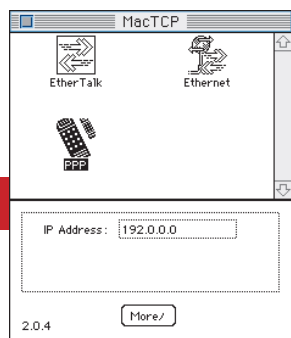 MacTCP
EtherTalk
Ethernet
PPP
IP Address: 192.0.0.0
More/
2.0.4